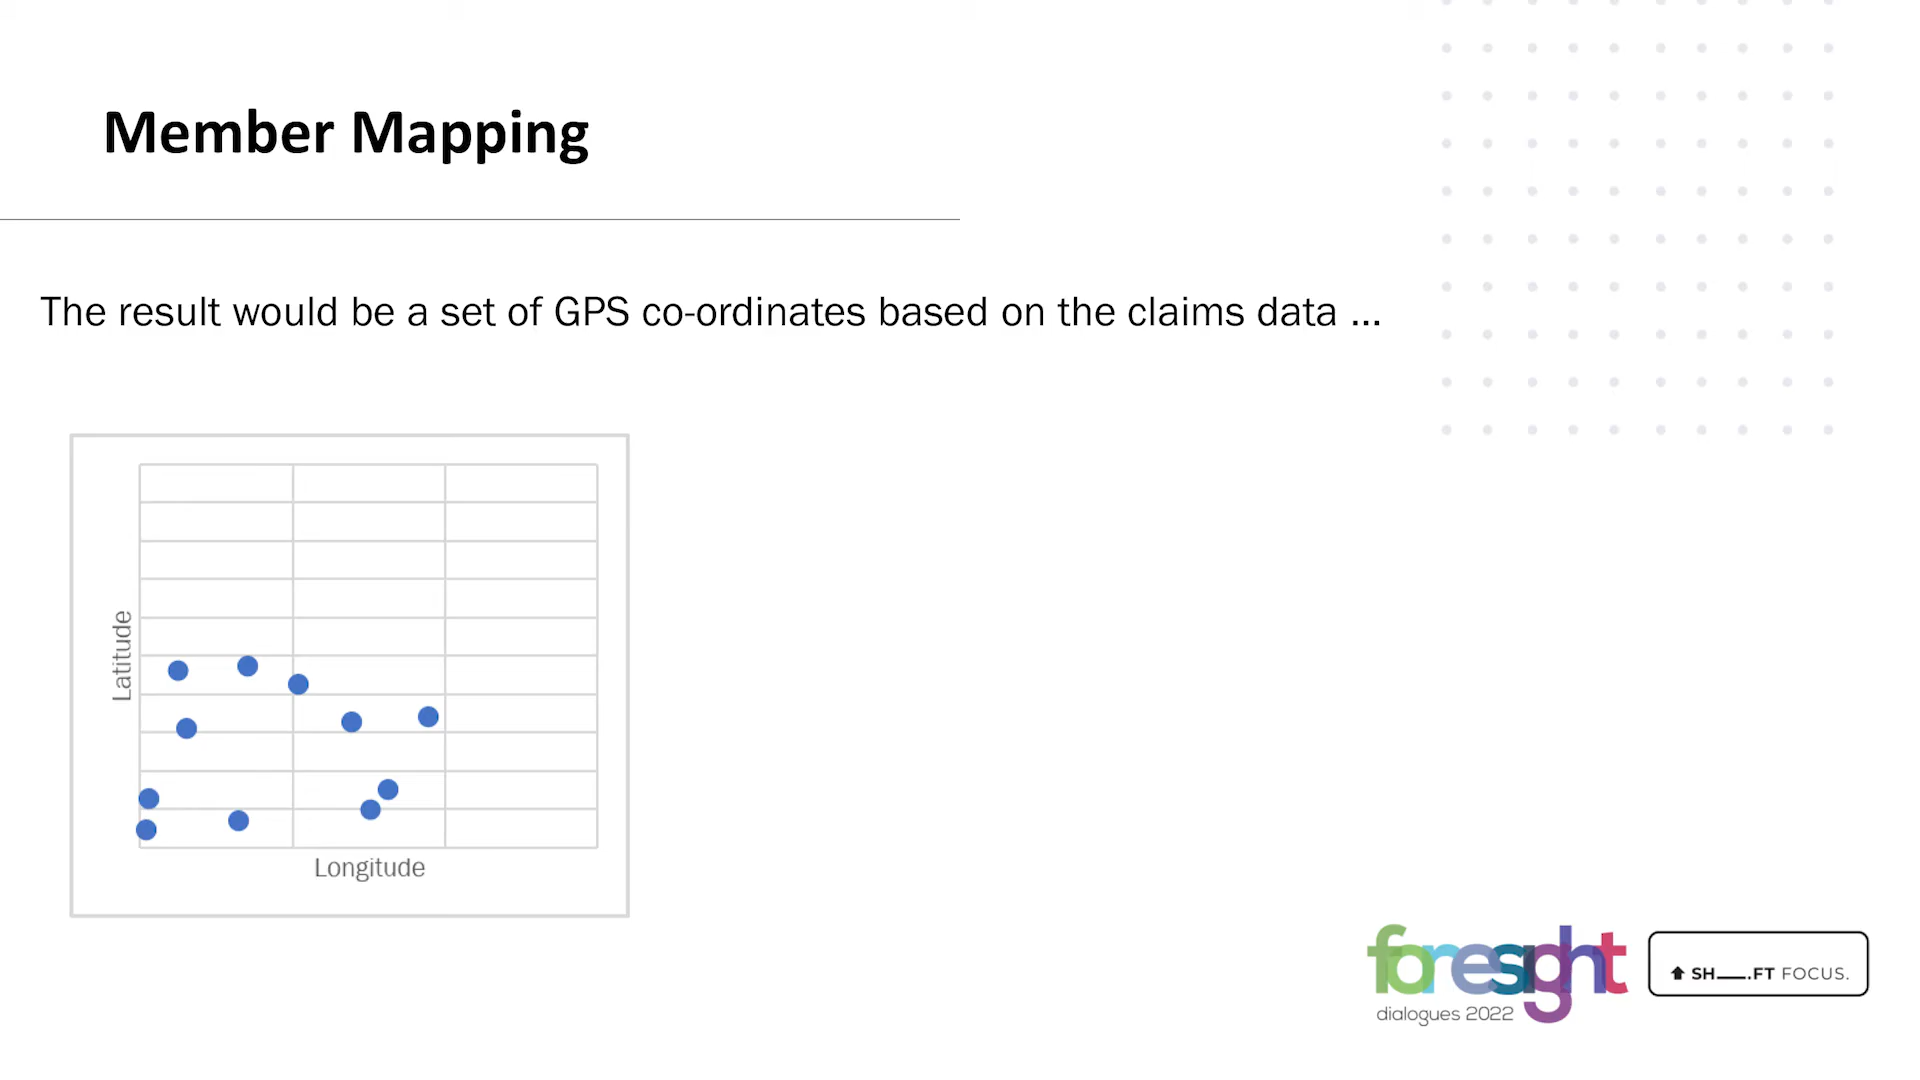 Member Mapping
The result would be a set of GPS co-ordinates based on the claims data ...
Latitude
Longitude
foresight
dialogues 2022
SH__.FT FOCUS.